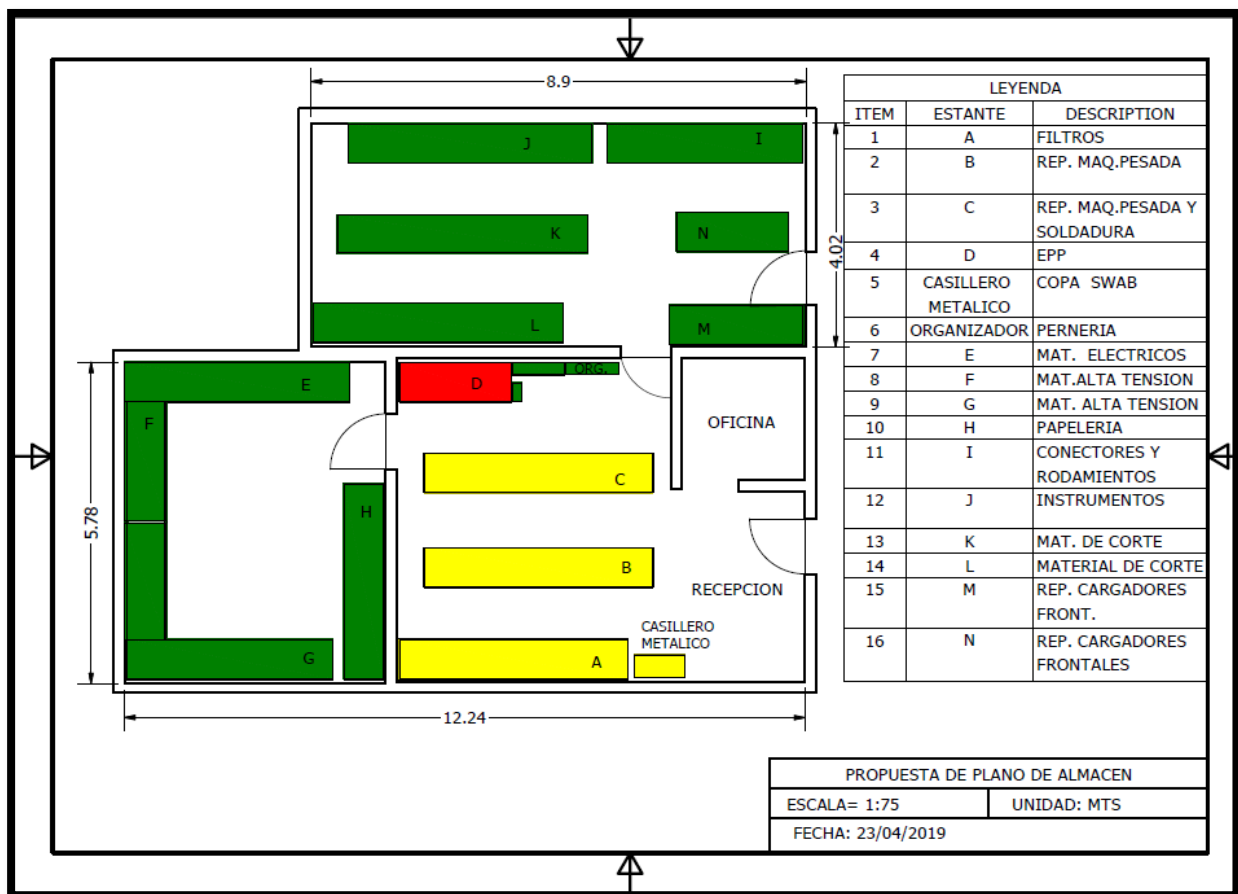 8.9
J
I
K
N
4.02
L
M
E
D
ORG.
F
OFICINA
C
H
5.78
B
RECEPCION
CASILLERO
METALICO
G
A
12.24
LEYENDA
ITEM ESTANTE DESCRIPTION
1 A FILTROS
2 B REP. MAQ.PESADA
3 C REP. MAQ.PESADA Y
SOLDADURA
4 D EPP
5 CASILLERO COPA SWAB
METALICO
6 ORGANIZADOR PERNERIA
7 E MAT. ELECTRICOS
8 F MAT.ALTA TENSION
9 G MAT. ALTA TENSION
10 H PAPELERIA
11 I CONECTORES Y
RODAMIENTOS
12 J INSTRUMENTOS
13 K MAT. DE CORTE
14 L MATERIAL DE CORTE
15 M REP. CARGADORES
FRONT.
16 N REP. CARGADORES
FRONTALES
PROPUESTA DE PLANO DE ALMACEN
ESCALA= 1:75 UNIDAD: MTS
FECHA: 23/04/2019